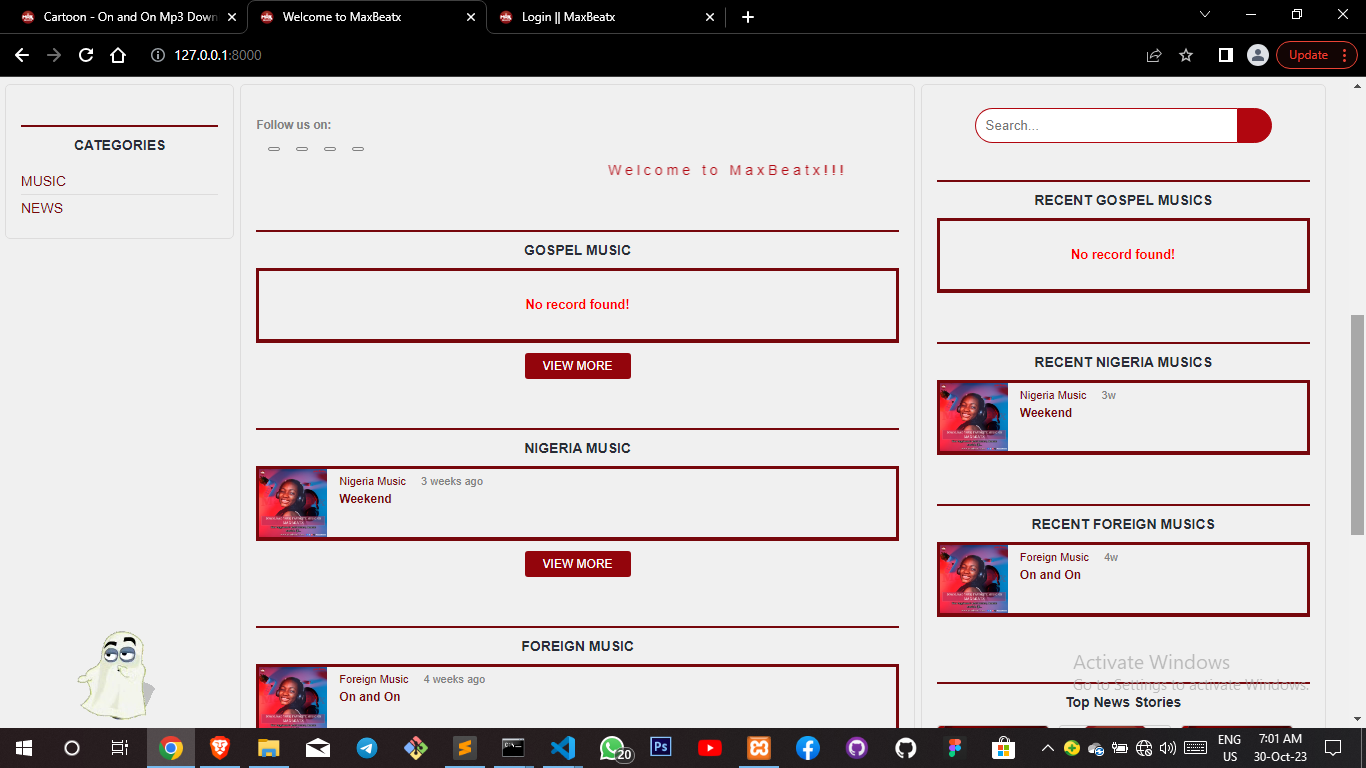 Cartoon - On and On Mp3 Down
Welcome to MaxBeatx
Login || MaxBeatx
127.0.0.1:8000
Update
CATEGORIES
MUSIC
NEWS
Follow us on:
Welcome to MaxBeatx!!!
GOSPEL MUSIC
No record found!
VIEW MORE
NIGERIA MUSIC
Nigeria Music 3 weeks ago
Weekend
VIEW MORE
FOREIGN MUSIC
Foreign Music 4 weeks ago
On and On
Search...
RECENT GOSPEL MUSICS
No record found!
RECENT NIGERIA MUSICS
Nigeria Music 3w
Weekend
RECENT FOREIGN MUSICS
Foreign Music 4w
On and On
Activate Windows
Go to Settings to activate Windows.
Top News Stories
20
Ps
ENG
US
7:01 AM
30-Oct-23